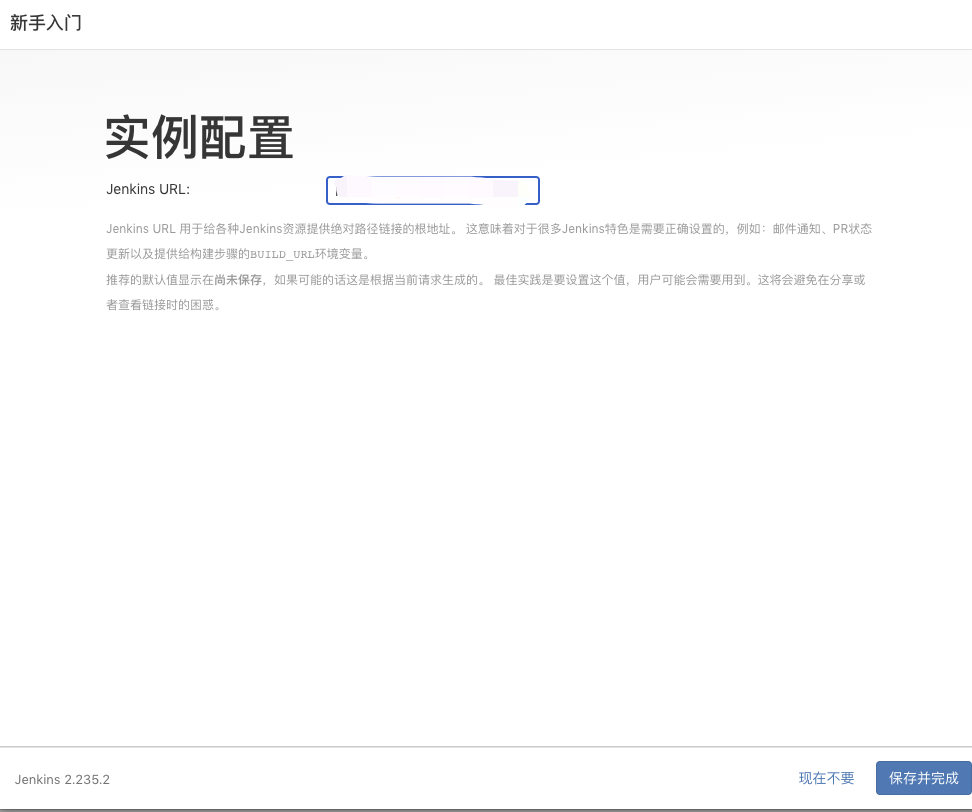 新手入门
实例配置
Jenkins URL:
Jenkins URL 用于给各种Jenkins资源提供绝对路径链接的根地址。 这意味着对于很多Jenkins特色是需要正确设置的，例如：邮件通知、PR状态
更新以及提供给构建步骤的BUILD_URL环境变量。
推荐的默认值显示在尚未保存，如果可能的话这是根据当前请求生成的。 最佳实践是要设置这个值，用户可能会需要用到。这将会避免在分享或
者查看链接时的困惑。
Jenkins 2.235.2
现在不要
保存并完成